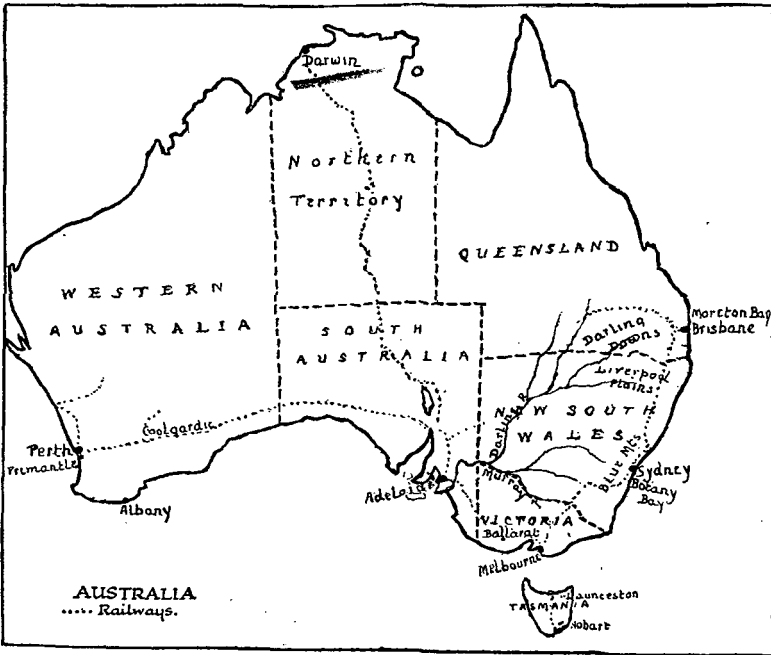 Darwin
Northern
Territory
QUEENSLAND
WESTERN
AUSTRALIA
SOUTH
AUSTRALIA
Moreton Bay
Brisbane
Darling
Downs
Liverpool
Plains
NEW SOUTH
WALES
Darling R
Coolgardie
Perth
Fremantle
Albany
Adelaide
Murray R
Blue Mts
Sydney
Botany
Bay
VICTORIA
Ballarat
Melbourne
Launceston
TASMANIA
Hobart
AUSTRALIA
..... Railways.